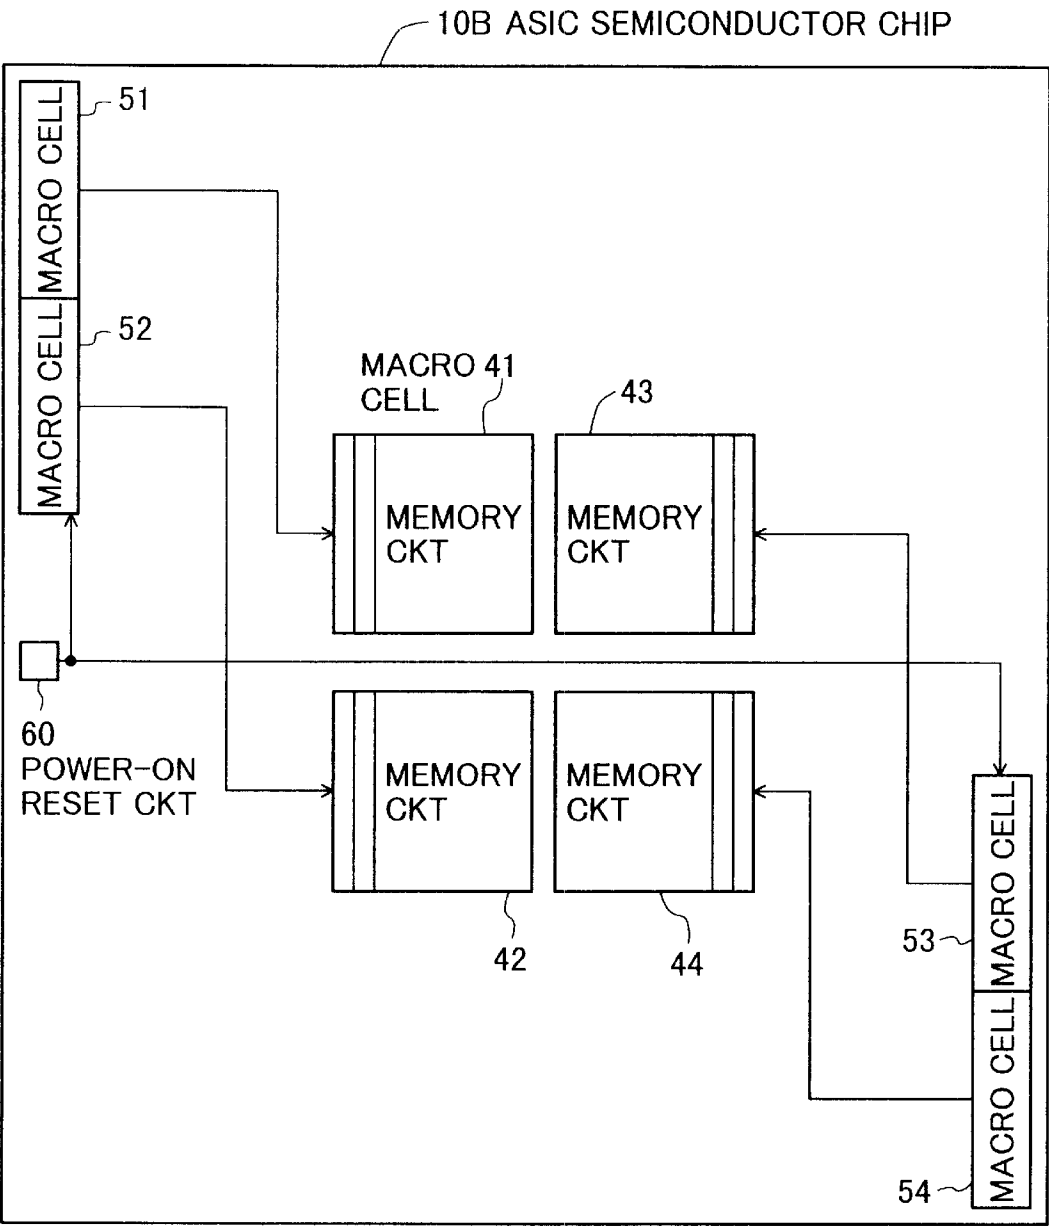 10B ASIC SEMICONDUCTOR CHIP
MACRO CELL
51
MACRO CELL
52
MACRO 41
CELL
43
MEMORY
CKT
MEMORY
CKT
60
POWER-ON
RESET CKT
MEMORY
CKT
MEMORY
CKT
42
44
MACRO CELL
53
MACRO CELL
54